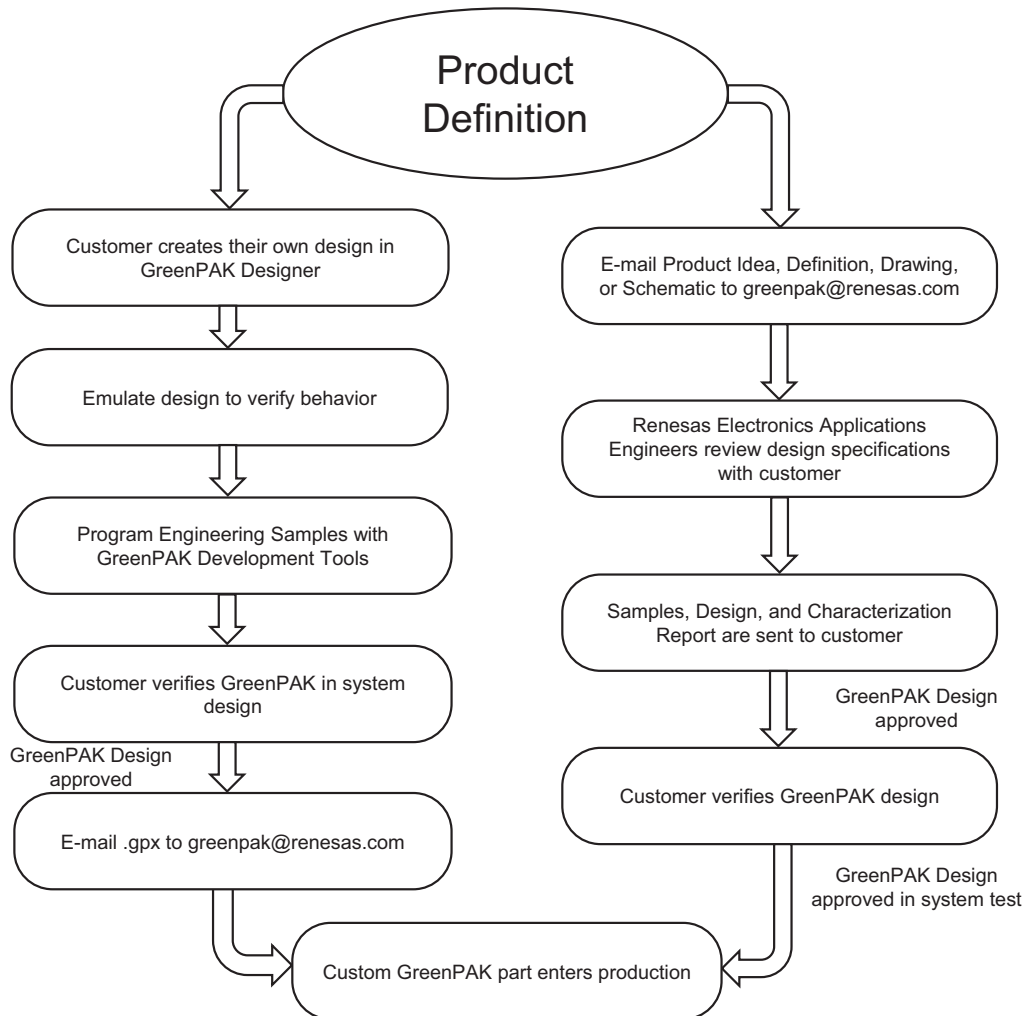 Product
Definition
Customer creates their own design in
GreenPAK Designer
Emulate design to verify behavior
Program Engineering Samples with
GreenPAK Development Tools
Customer verifies GreenPAK in system
design
GreenPAK Design
approved
E-mail .gpx to greenpak@renesas.com
E-mail Product Idea, Definition, Drawing,
or Schematic to greenpak@renesas.com
Renesas Electronics Applications
Engineers review design specifications
with customer
Samples, Design, and Characterization
Report are sent to customer
GreenPAK Design
approved
Customer verifies GreenPAK design
GreenPAK Design
approved in system test
Custom GreenPAK part enters production